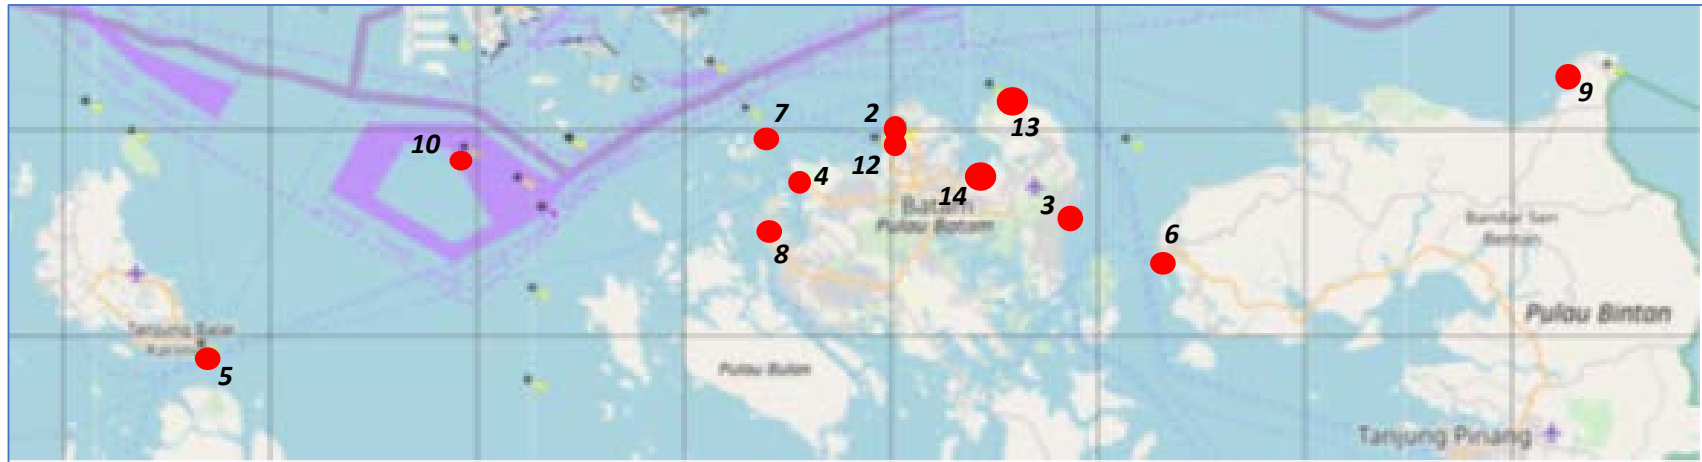 9
7
2
13
10
12
4
14
3
Batam
Pulau Batam
Bandar Seri
Bentan
6
8
Pulau Bintan
Tanjung Balai
Karimun
5
Pulau Bulan
Tanjung Pinang